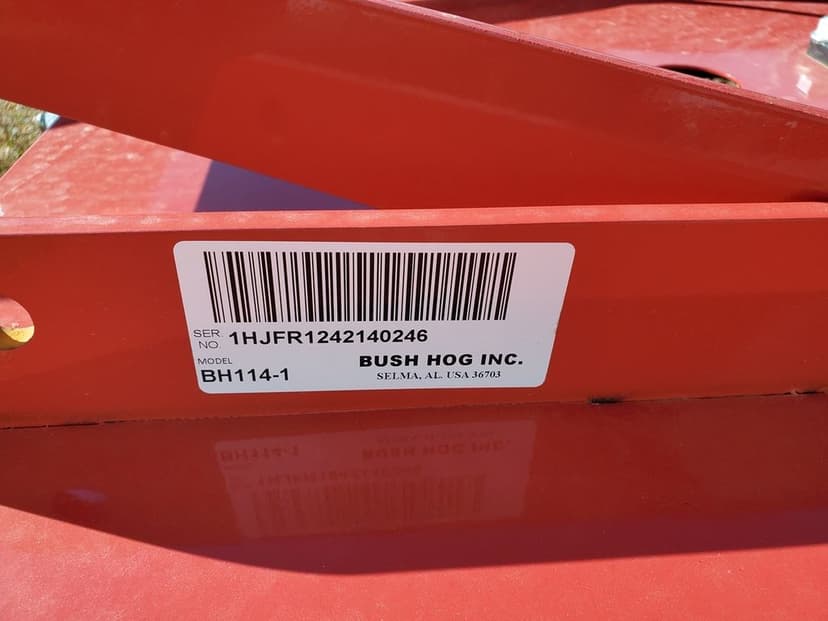 SER. NO. 1HJFR1242140246
MODEL
BH114-1
BUSH HOG INC.
SELMA, AL. USA 36703